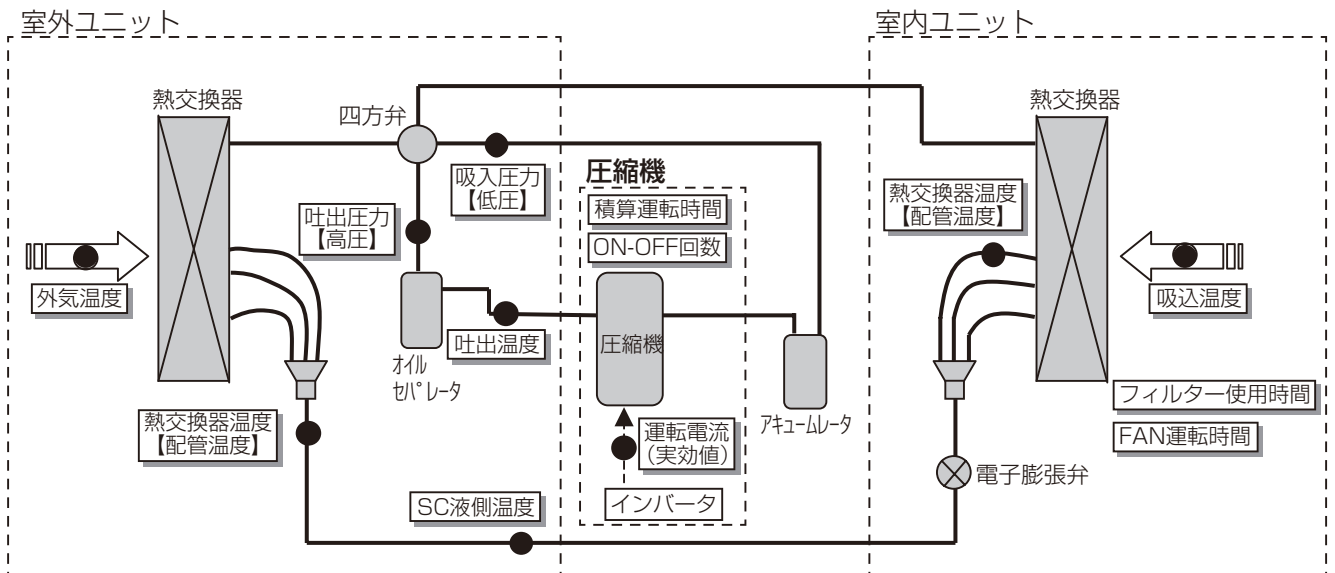 室外ユニット
室内ユニット
熱交換器
四方弁
吸入圧力
【低圧】
吐出圧力
【高圧】
外気温度
オイル
セパレータ
吐出温度
熱交換器温度
【配管温度】
SC液側温度
圧縮機
積算運転時間
ON-OFF回数
圧縮機
運転電流
(実効値)
インバータ
アキュームレータ
熱交換器
熱交換器温度
【配管温度】
吸込温度
フィルター使用時間
FAN運転時間
電子膨張弁